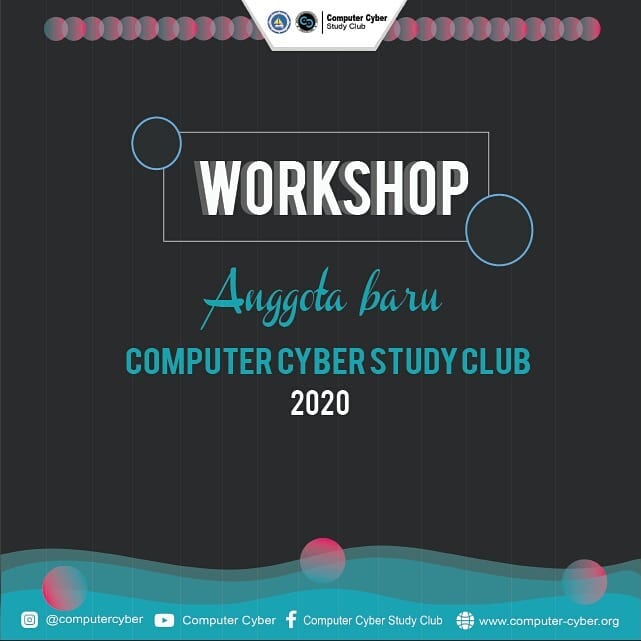 Computer Cyber
Study Club
WORKSHOP
Anggota baru
COMPUTER CYBER STUDY CLUB
2020
@computercyber
Computer Cyber
Computer Cyber Study Club
www.computer-cyber.org